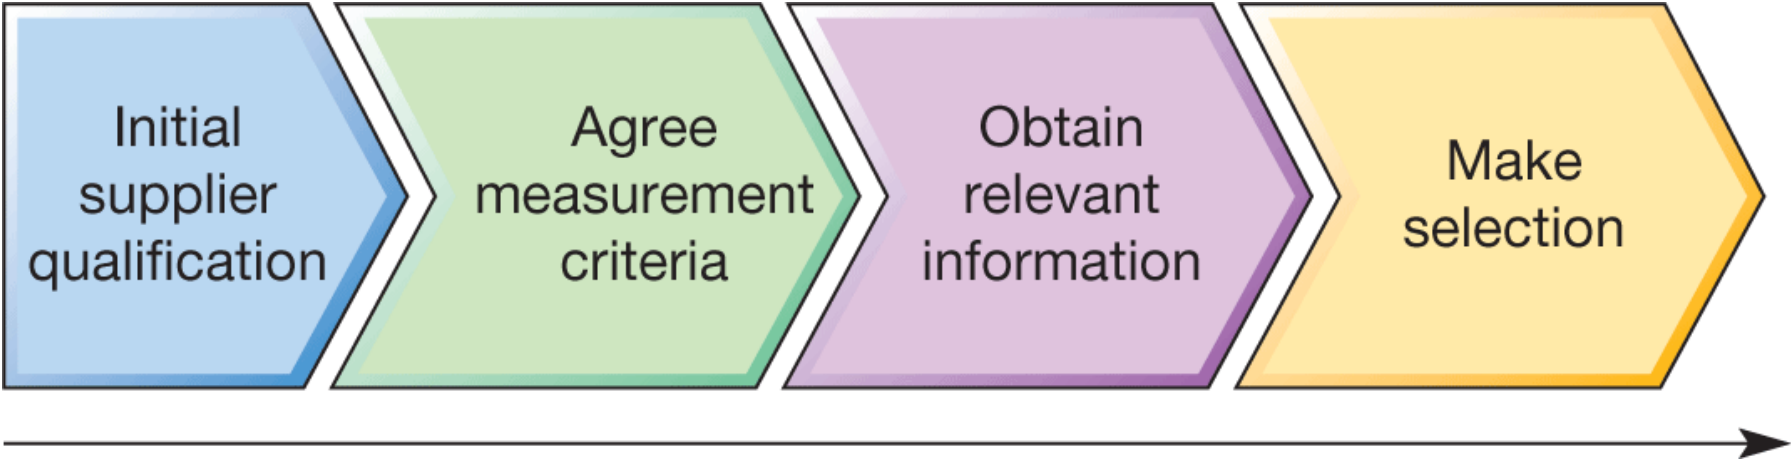 Initial
supplier
qualification
Agree
measurement
criteria
Obtain
relevant
information
Make
selection